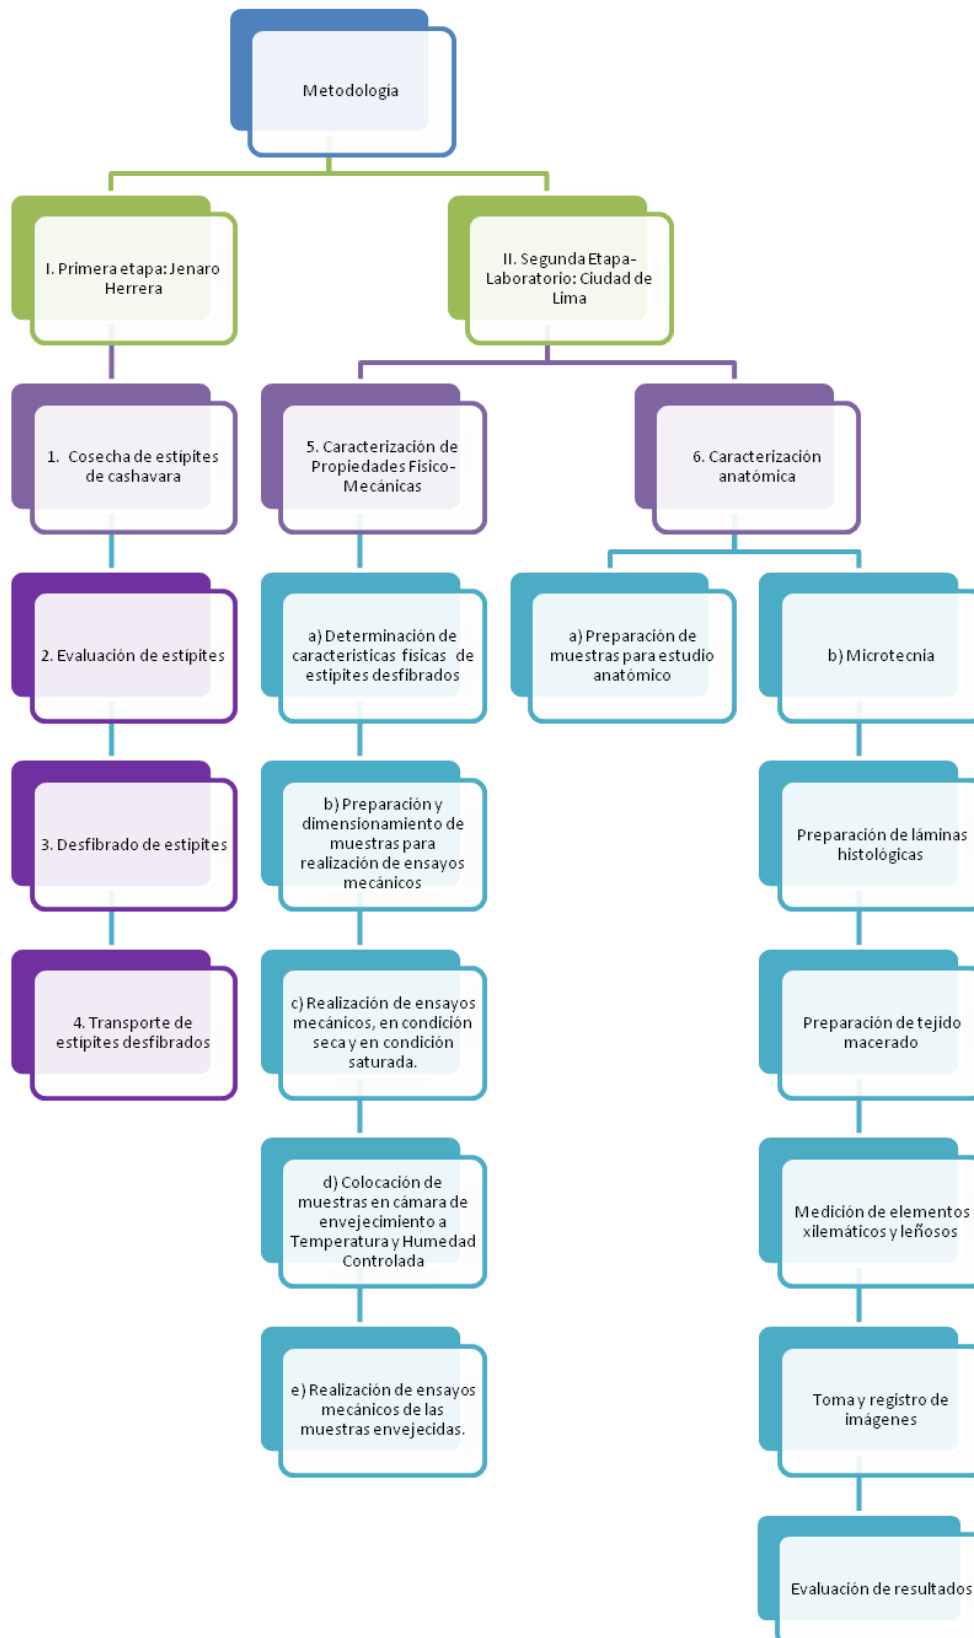 Metodología
I. Primera etapa: Jenaro
Herrera
II. Segunda Etapa-
Laboratorio: Ciudad de
Lima
1. Cosecha de estípites
de cashavara
5. Caracterización de
Propiedades Fisico-
Mecánicas
6. Caracterización
anatómica
2. Evaluación de estípites
a) Determinación de
caracteristicas físicas de
estipites desfibrados
a) Preparación de
muestras para estudio
anatómico
b) Microtecnia
3. Desfibrado de estipites
b) Preparación y
dimensionamiento de
muestras para
realización de ensayos
mecánicos
Preparación de láminas
histológicas
4. Transporte de
estípites desfibrados
c) Realización de ensayos
mecánicos, en condición
seca y en condición
saturada.
Preparación de tejido
macerado
d) Colocación de
muestras en cámara de
envejecimiento a
Temperatura y Humedad
Controlada
Medición de elementos
xilemáticos y leñosos
e) Realización de ensayos
mecánicos de las
muestras envejecidas.
Toma y registro de
imágenes
Evaluación de resultados